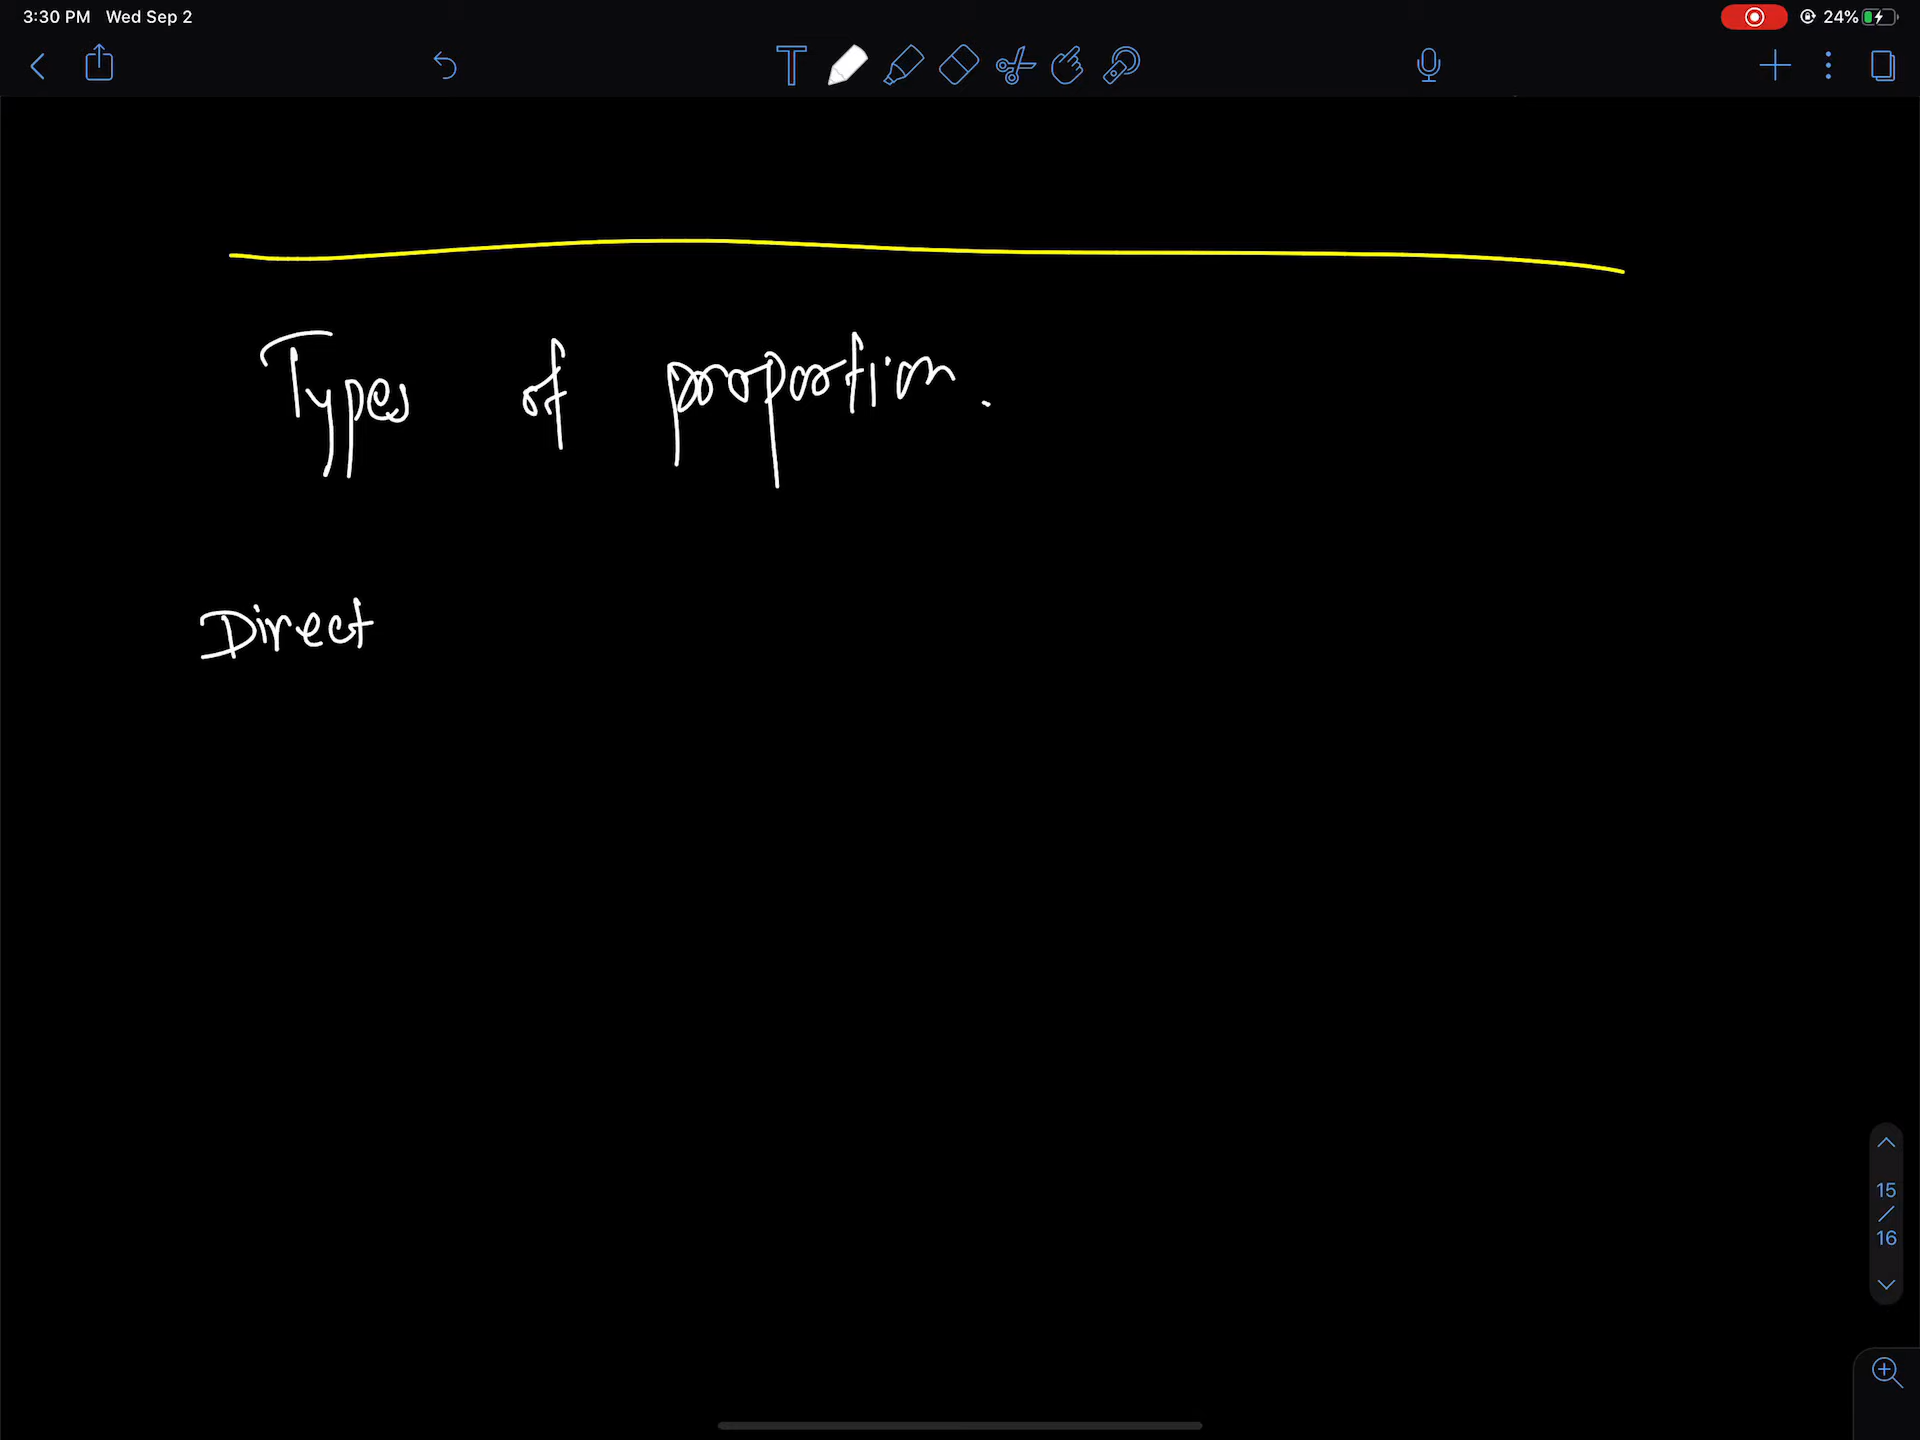 3:30 PM Wed Sep 2 24%
Types of proportion.
Direct
15
/
16